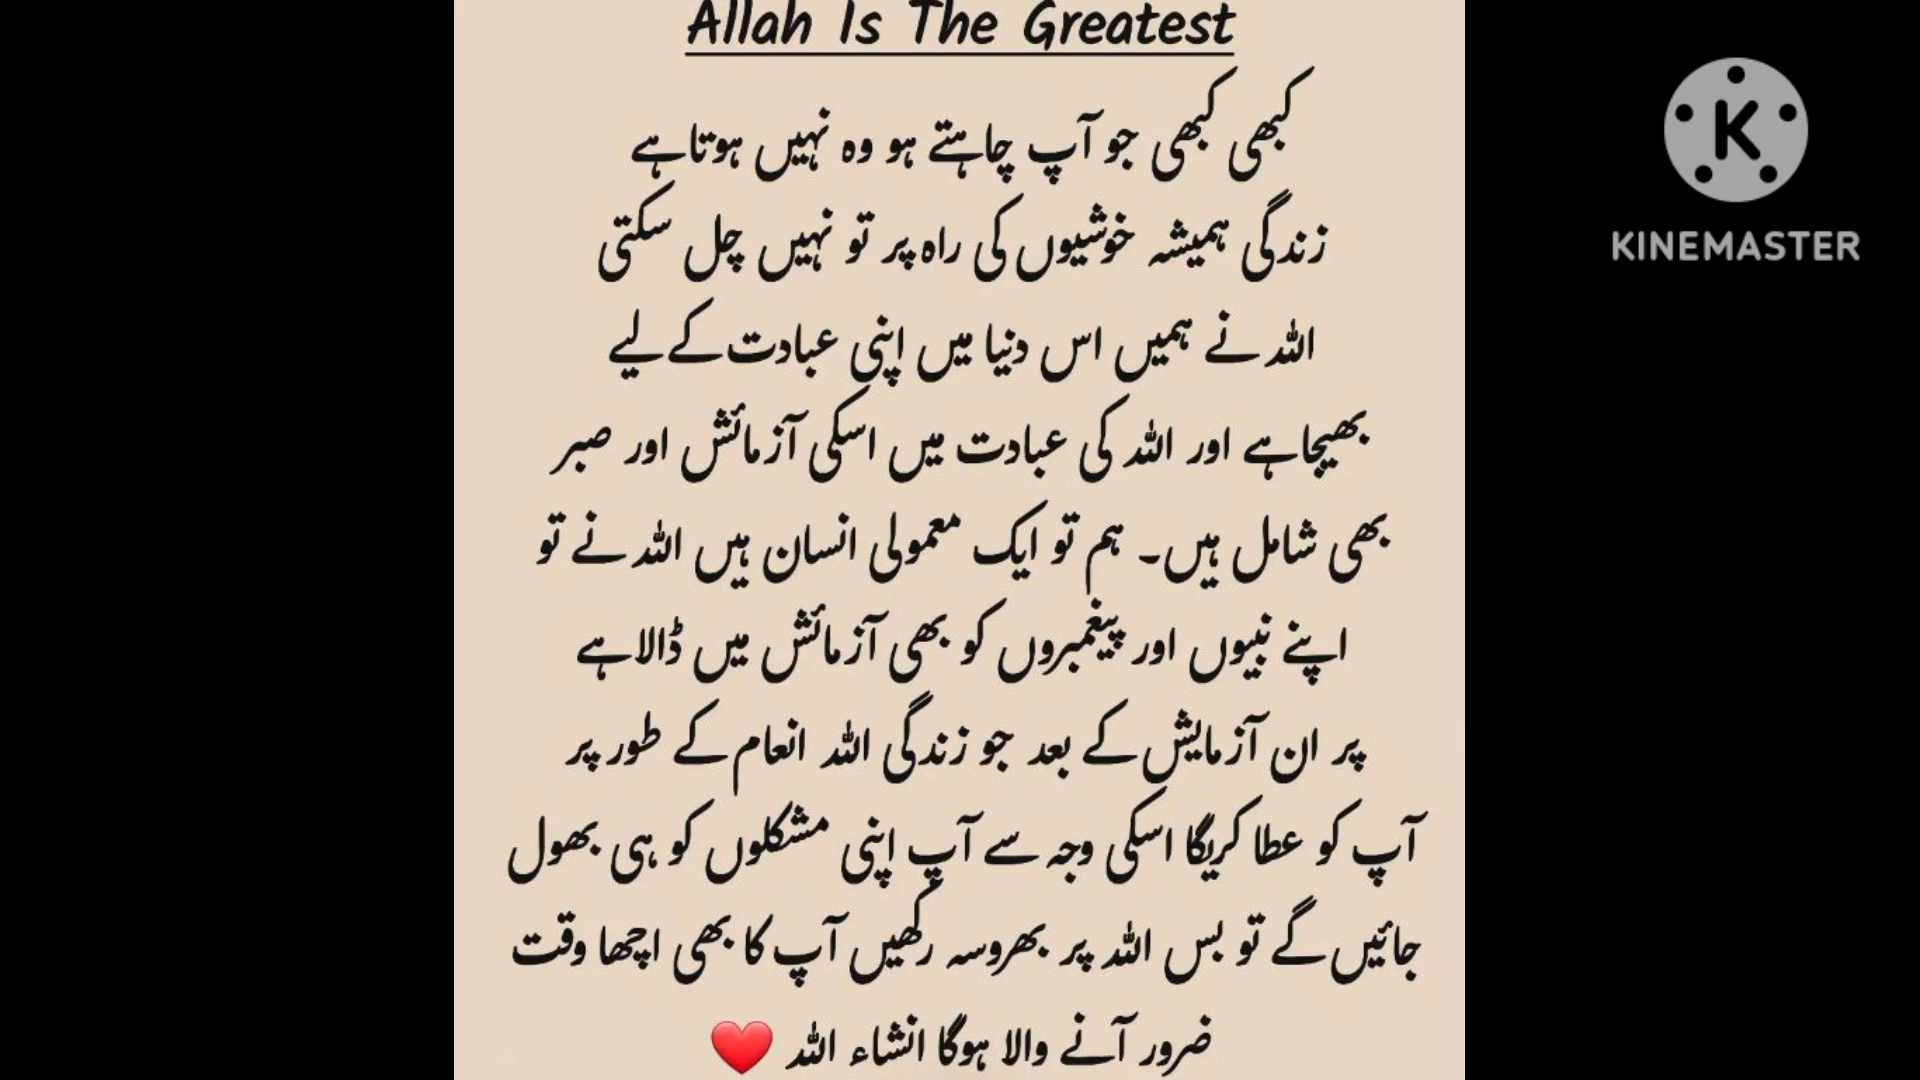 Allah Is The Greatest
کبھی کبھی جو آپ چاہتے ہو وہ نہیں ہوتا ہے
زندگی ہمیشہ خوشیوں کی راہ پر تو نہیں چل سکتی
اللہ نے ہمیں اس دنیا میں اپنی عبادت کے لیے
بھیجا ہے اور اللہ کی عبادت میں اسکی آزمائش اور صبر
بھی شامل ہیں۔ ہم تو ایک معمولی انسان ہیں اللہ نے تو
اپنے نبیوں اور پیغمبروں کو بھی آزمائش میں ڈالا ہے
پر ان آزمایش کے بعد جو زندگی اللہ انعام کے طور پر
آپ کو عطا کریگا اسکی وجہ سے آپ اپنی مشکلوں کو ہی بھول
جائیں گے تو بس اللہ پر بھروسہ رکھیں آپ کا بھی اچھا وقت
ضرور آنے والا ہوگا انشاء اللہ ❤️
K
KINEMASTER